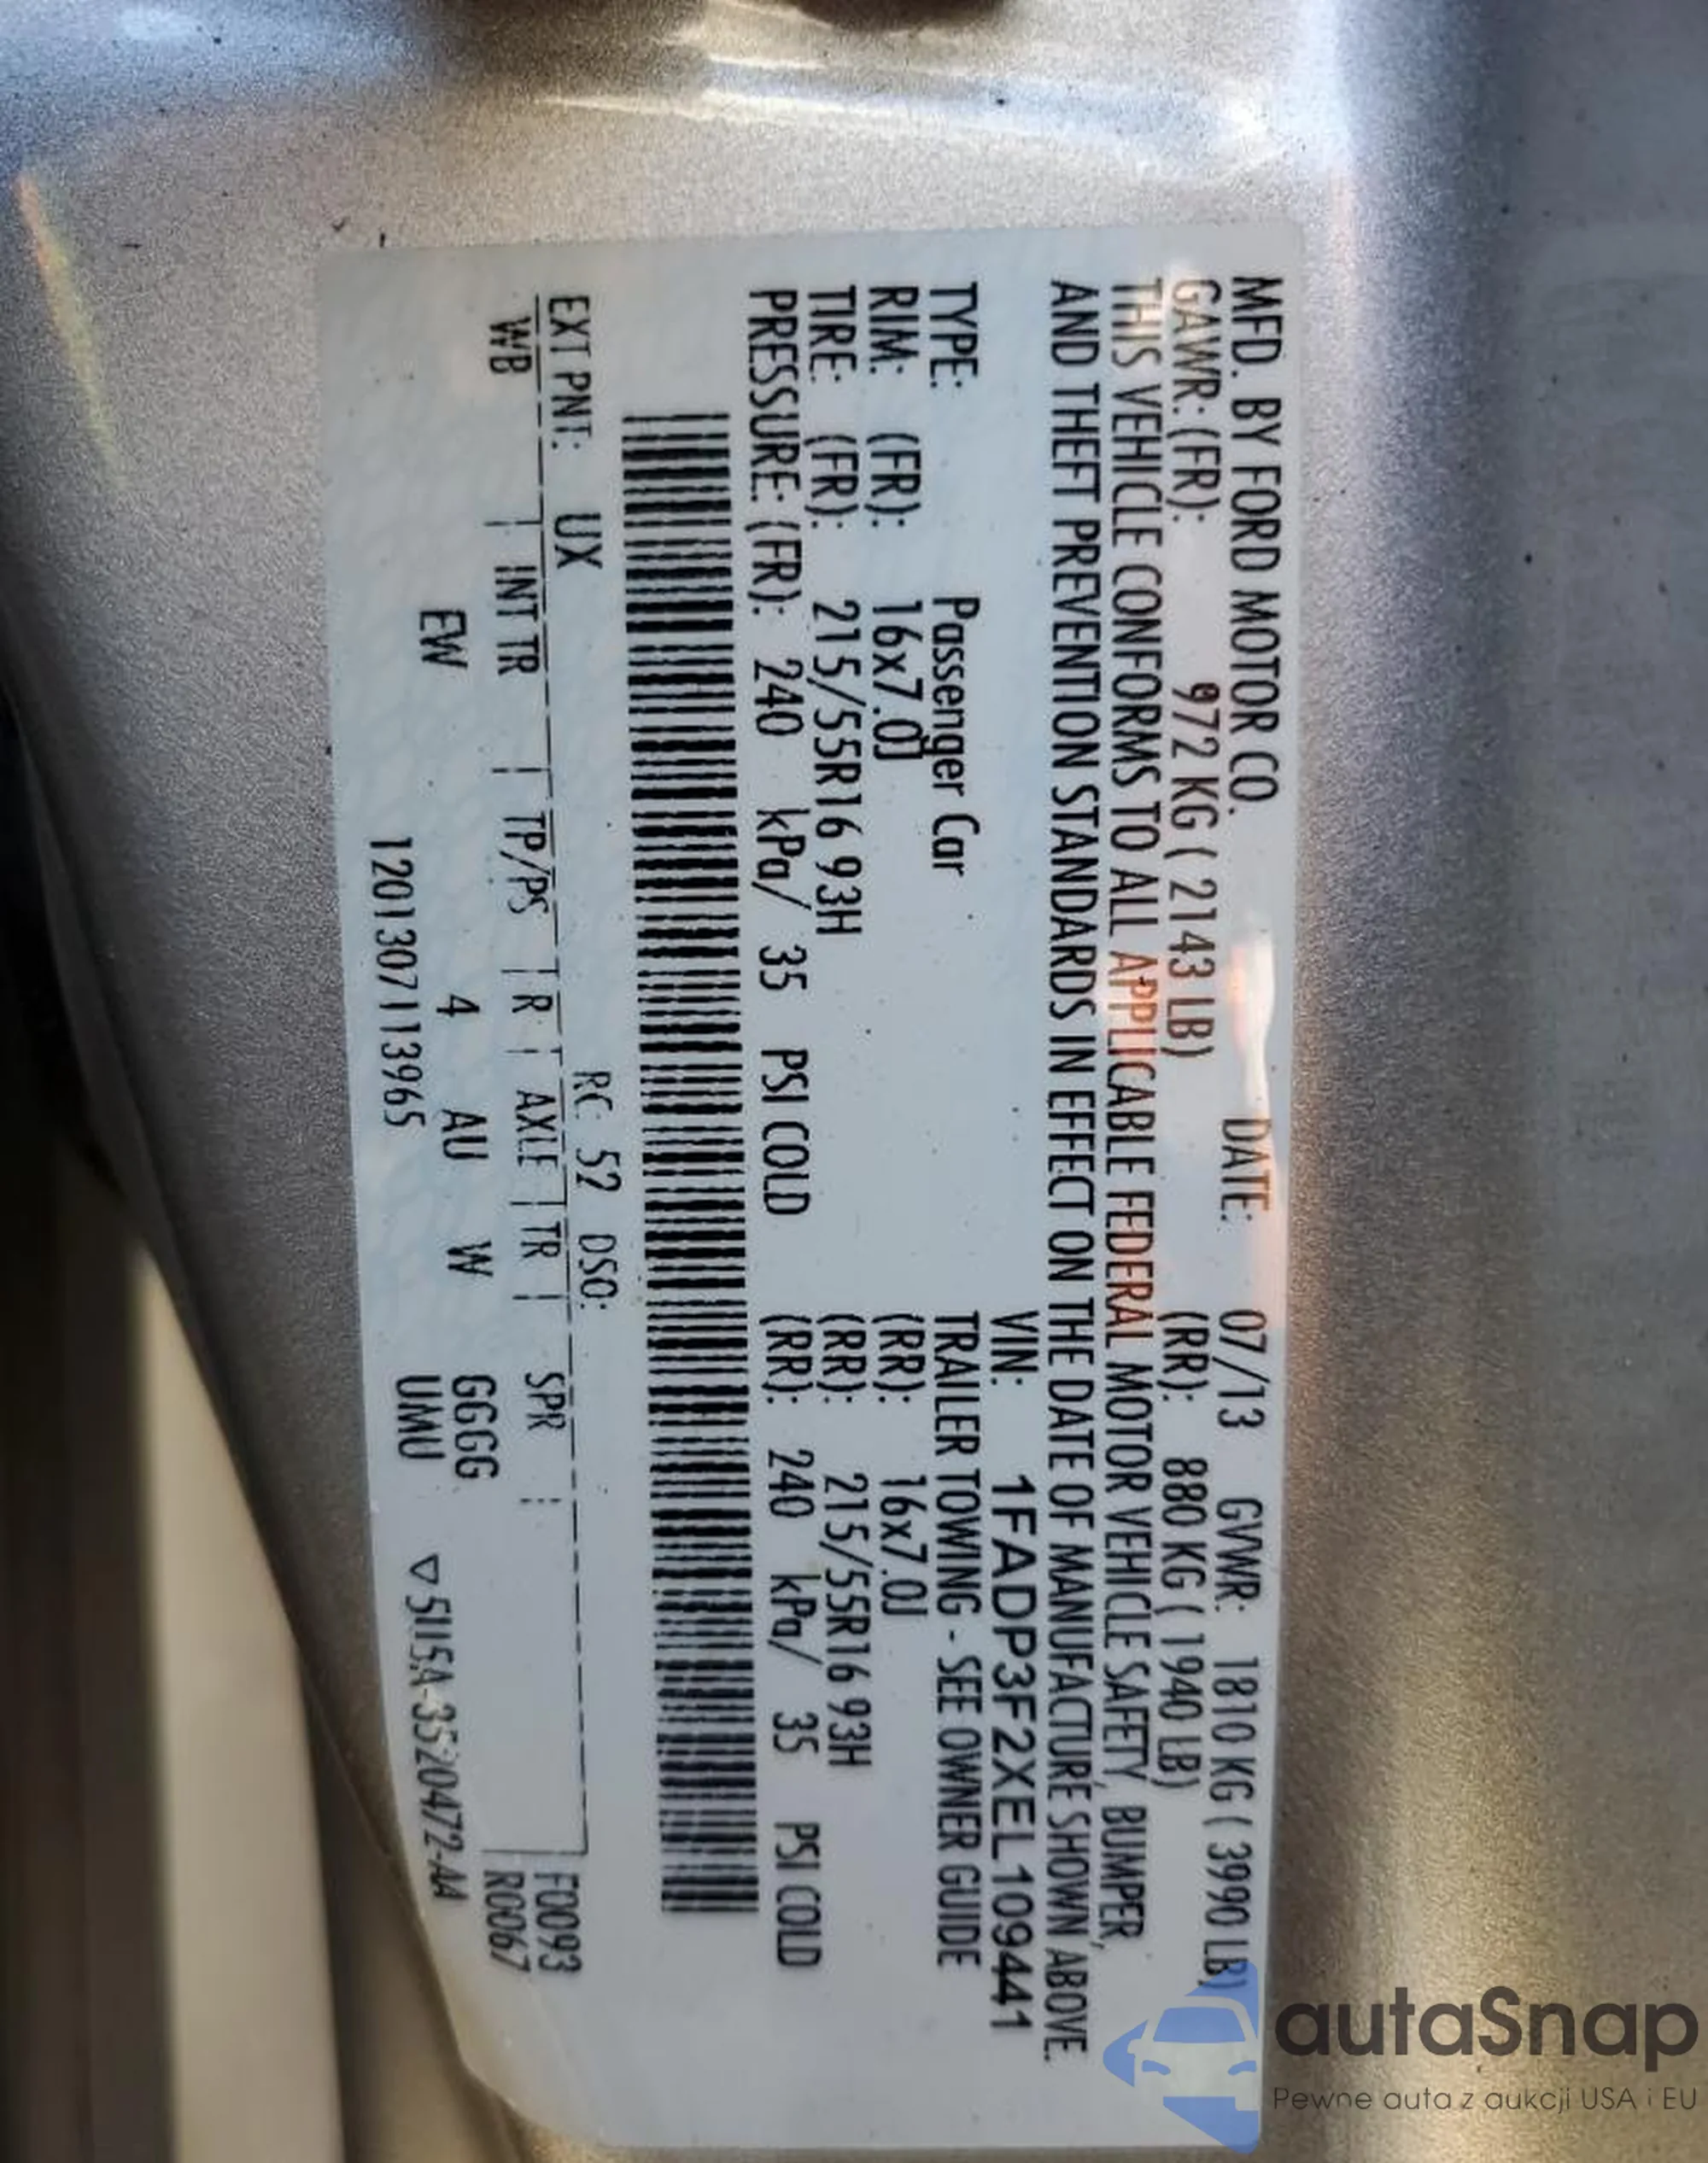 MFD. BY FORD MOTOR CO. DATE: 07/13 GVWR: 1810 KG ( 3990 LB)
GAWR: (FR): 972 KG ( 2143 LB) (RR): 880 KG ( 1940 LB)
THIS VEHICLE CONFORMS TO ALL APPLICABLE FEDERAL MOTOR VEHICLE SAFETY, BUMPER,
AND THEFT PREVENTION STANDARDS IN EFFECT ON THE DATE OF MANUFACTURE SHOWN ABOVE.
VIN: 1FADP3F2XEL109441
TYPE: Passenger Car TRAILER TOWING - SEE OWNER GUIDE
RIM: (FR): 16x7.0J (RR): 16x7.0J
TIRE: (FR): 215/55R16 93H (RR): 215/55R16 93H
PRESSURE: (FR): 240 kPa/ 35 PSI COLD (RR): 240 kPa/ 35 PSI COLD
RC: 52 DSO:
EXT PNT: UX F0093
WB INT TR TP/PS R AXLE TR SPR R0067
EW 4 AU W GGGG
UMU ▽5U5A-3520472-AA
120130711 13965
autaSnap
Pewne auta z aukcji USA i EU